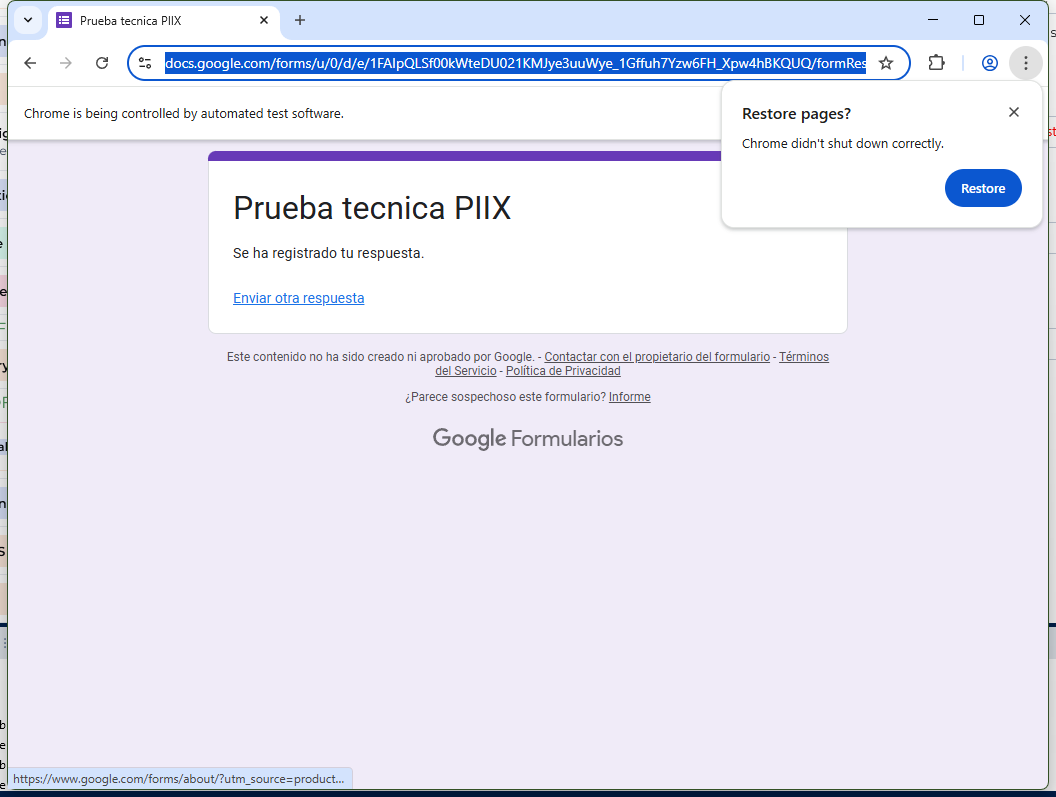 Prueba tecnica PIIX
docs.google.com/forms/u/0/d/e/1FAIpQLSf00kWteDU021KMJye3uuWye_1Gffuh7Yzw6FH_Xpw4hBKQUQ/formRes
Chrome is being controlled by automated test software.
Restore pages?
Chrome didn't shut down correctly.
Restore
Prueba tecnica PIIX
Se ha registrado tu respuesta.
Enviar otra respuesta
Este contenido no ha sido creado ni aprobado por Google. - Contactar con el propietario del formulario - Términos
del Servicio - Política de Privacidad
¿Parece sospechoso este formulario? Informe
Google Formularios
https://www.google.com/forms/about/?utm_source=product...